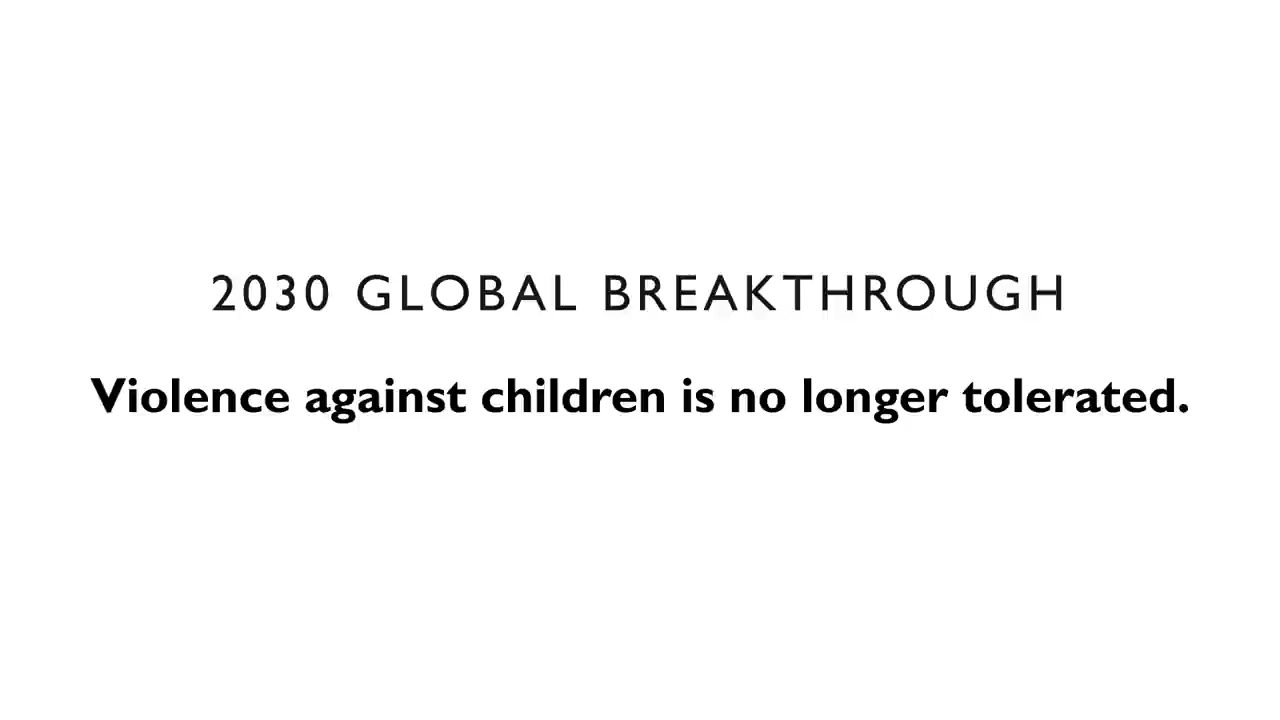 2030 GLOBAL BREAKTHROUGH
Violence against children is no longer tolerated.